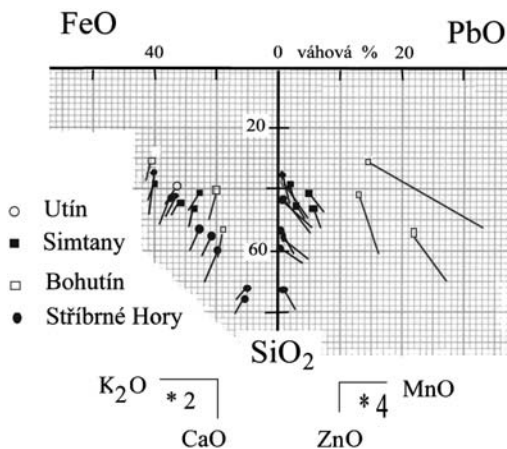 FeO PbO
40 0 váhová % 20
20
○ Utín
■ Simtany
60
□ Bohutín
● Stříbrné Hory
SiO₂
K₂O * 2 * 4 MnO
CaO ZnO